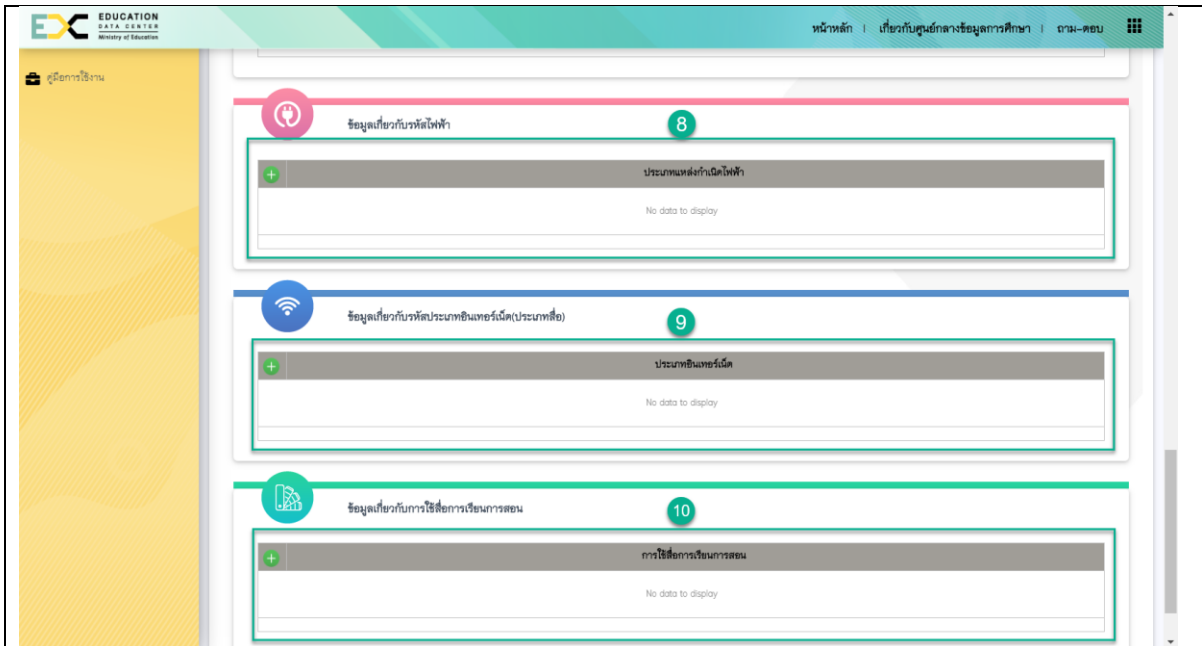 EDC
EDUCATION
DATA CENTER
Ministry of Education
หน้าหลัก | เกี่ยวกับศูนย์กลางข้อมูลการศึกษา | ถาม-ตอบ
คู่มือการใช้งาน
ข้อมูลเกี่ยวกับรหัสไฟฟ้า
8
ประเภทแหล่งกำเนิดไฟฟ้า
No data to display
ข้อมูลเกี่ยวกับรหัสประเภทอินเทอร์เน็ต(ประเภทสื่อ)
9
ประเภทอินเทอร์เน็ต
No data to display
ข้อมูลเกี่ยวกับการใช้สื่อการเรียนการสอน
10
การใช้สื่อการเรียนการสอน
No data to display